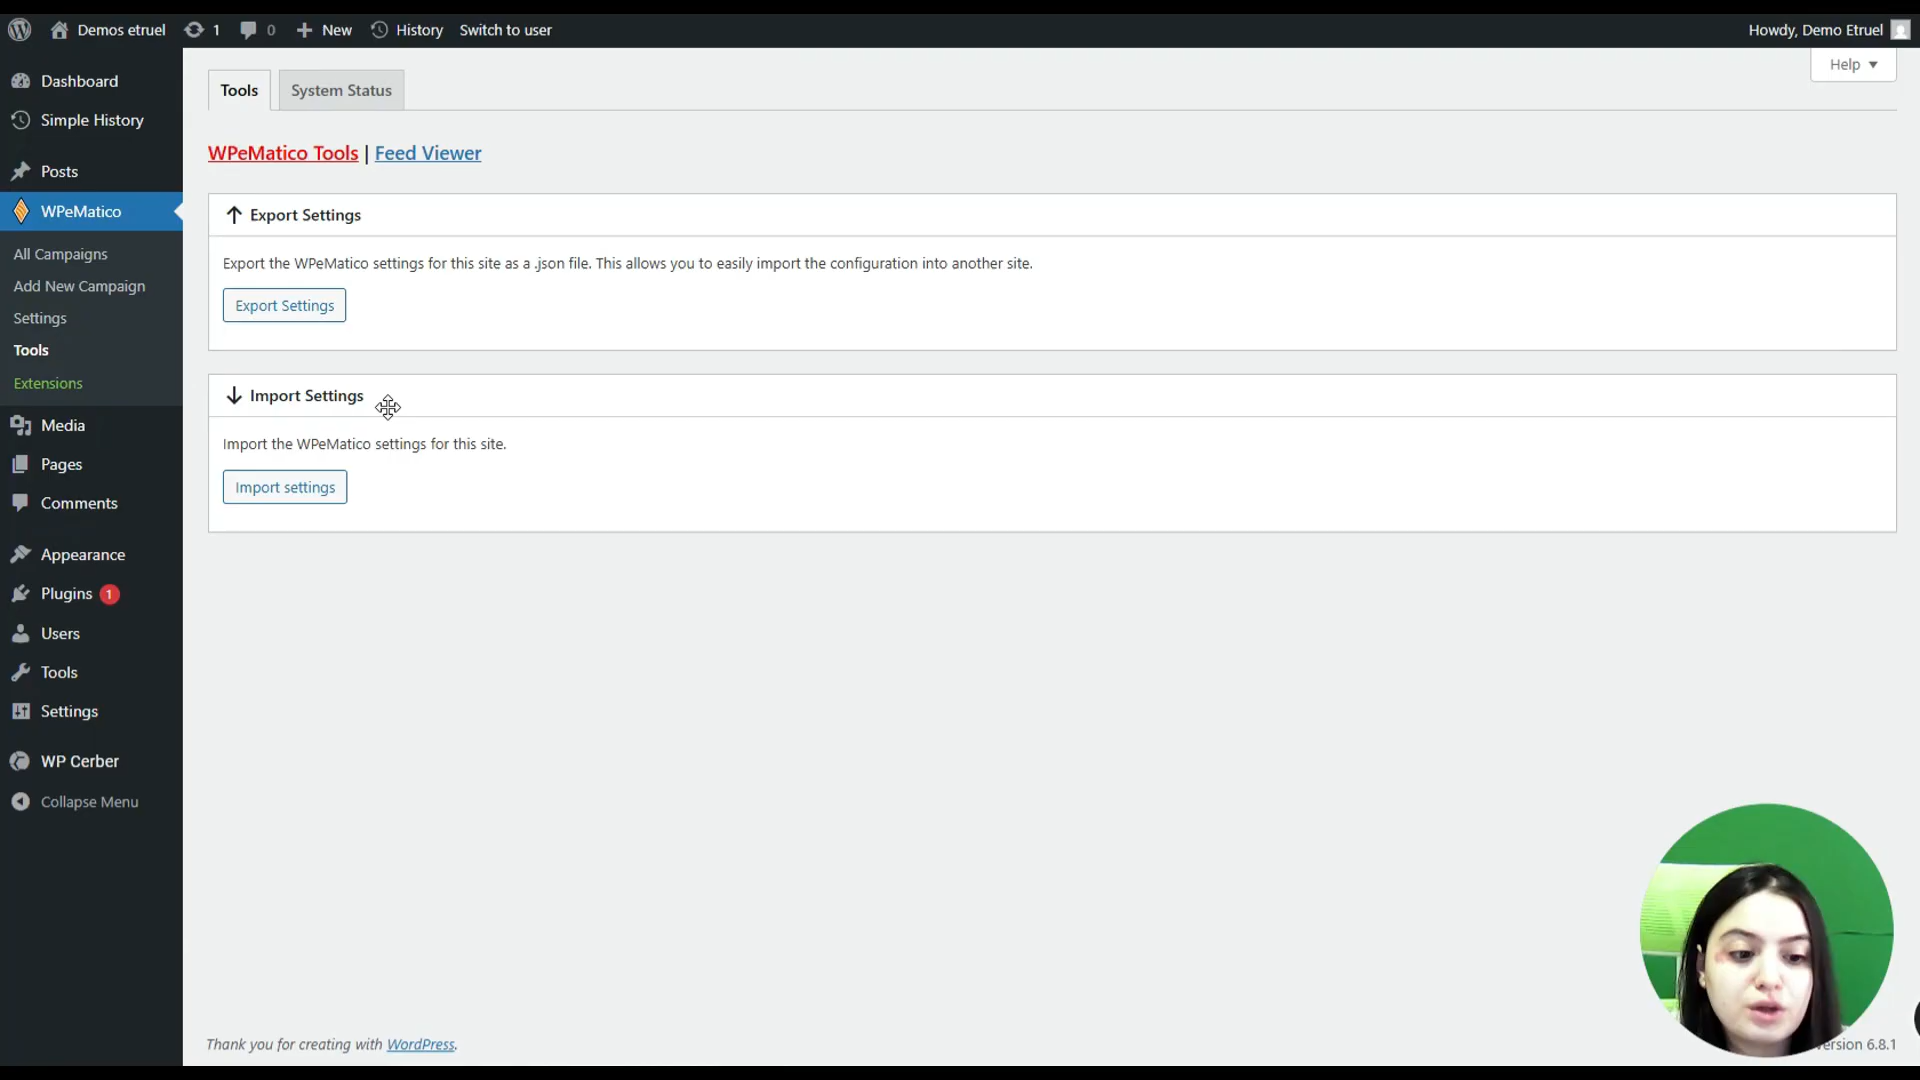 Demos etruel 1 0 New History Switch to user Howdy, Demo Etruel
Help
Dashboard
Simple History
Posts
WPeMatico
All Campaigns
Add New Campaign
Settings
Tools
Extensions
Media
Pages
Comments
Appearance
Plugins 1
Users
Tools
Settings
WP Cerber
Collapse Menu
Tools System Status
WPeMatico Tools | Feed Viewer
Export Settings
Export the WPeMatico settings for this site as a .json file. This allows you to easily import the configuration into another site.
Export Settings
Import Settings
Import the WPeMatico settings for this site.
Import settings
Thank you for creating with WordPress.
ersion 6.8.1